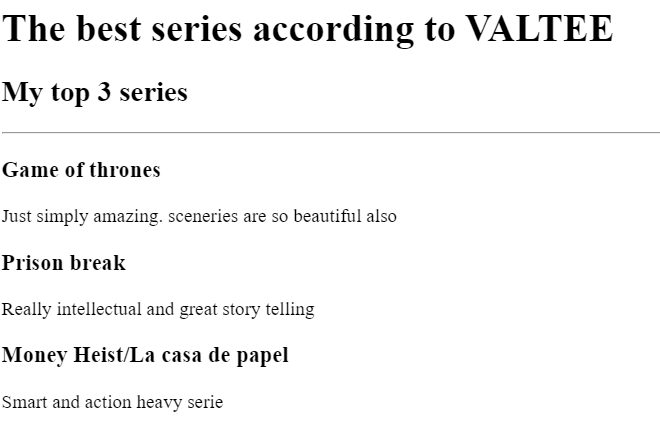 The best series according to VALTEE
My top 3 series
Game of thrones
Just simply amazing. sceneries are so beautiful also
Prison break
Really intellectual and great story telling
Money Heist/La casa de papel
Smart and action heavy serie